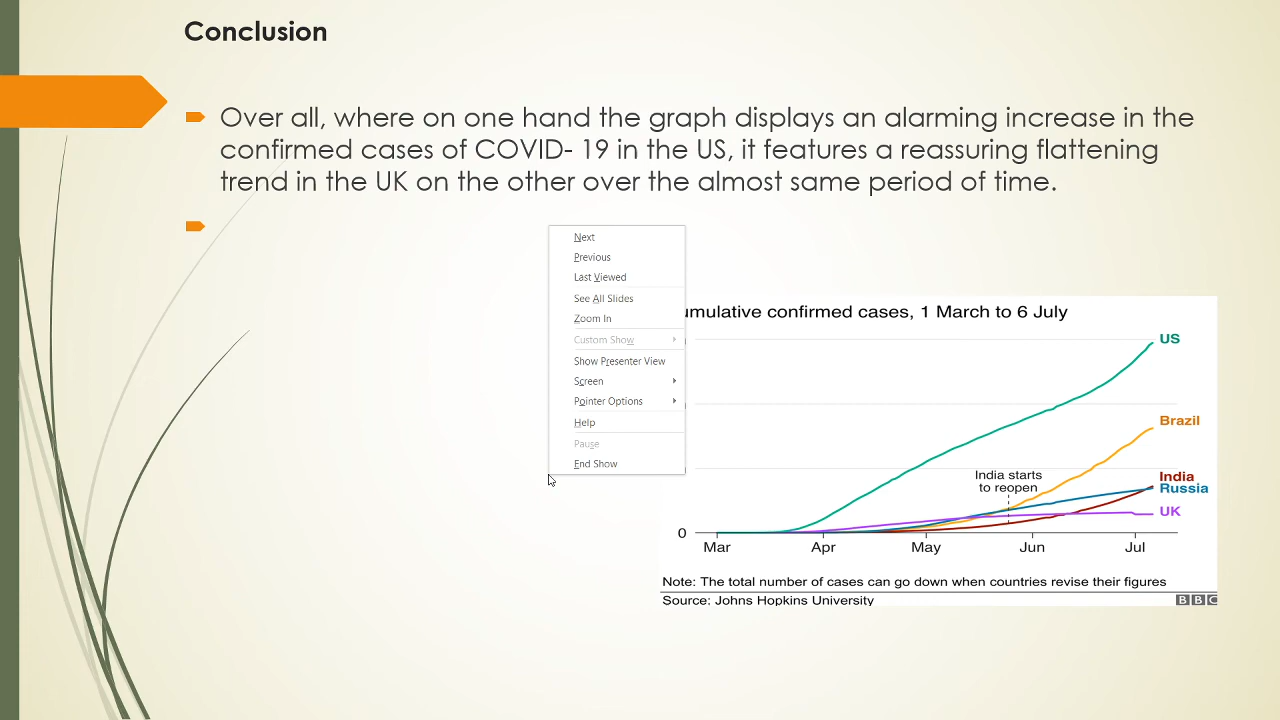 Conclusion
Over all, where on one hand the graph displays an alarming increase in the
confirmed cases of COVID- 19 in the US, it features a reassuring flattening
trend in the UK on the other over the almost same period of time.
Next
Previous
Last Viewed
See All Slides
Zoom In
Custom Show
Show Presenter View
Screen
Pointer Options
Help
Pause
End Show
umulative confirmed cases, 1 March to 6 July
US
Brazil
India starts
to reopen
India
Russia
UK
0
Mar Apr May Jun Jul
Note: The total number of cases can go down when countries revise their figures
Source: Johns Hopkins University
BBC